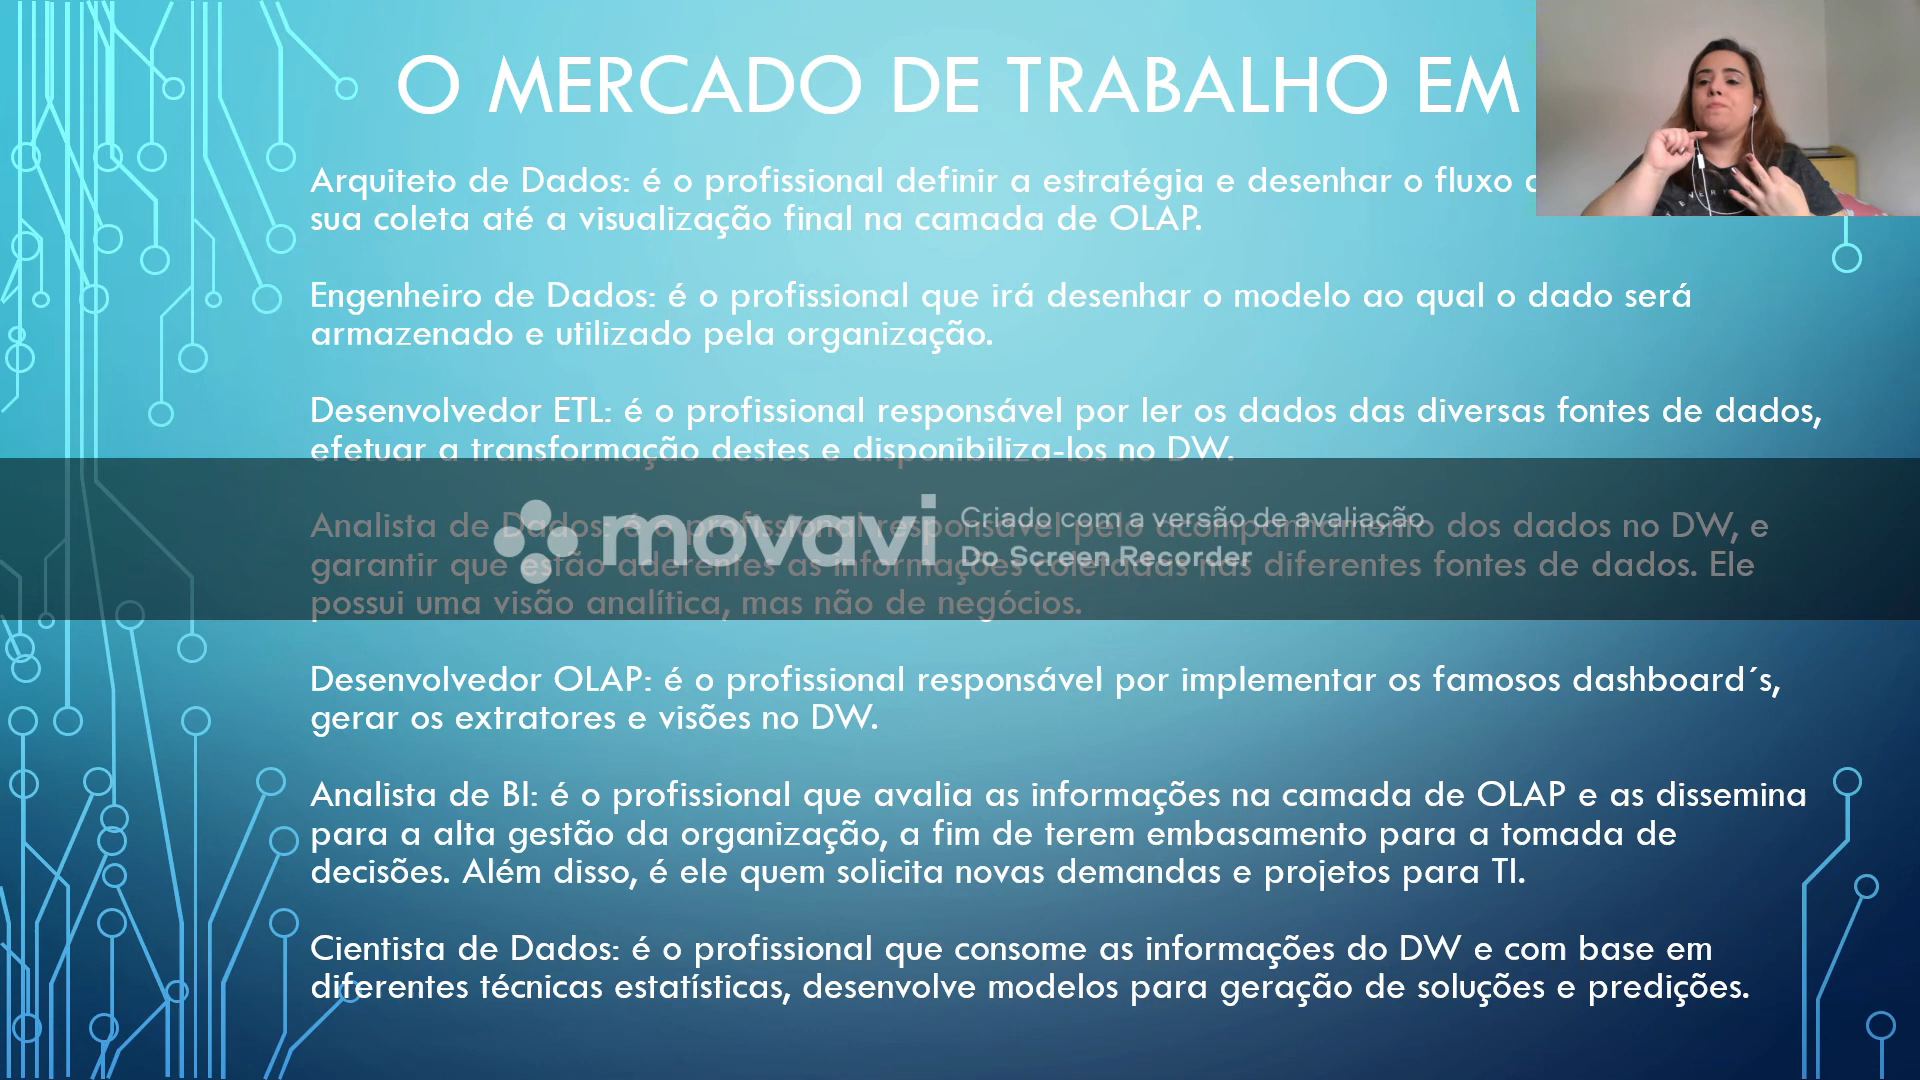 O MERCADO DE TRABALHO EM
Arquiteto de Dados: é o profissional definir a estratégia e desenhar o fluxo
sua coleta até a visualização final na camada de OLAP.
Engenheiro de Dados: é o profissional que irá desenhar o modelo ao qual o dado será
armazenado e utilizado pela organização.
Desenvolvedor ETL: é o profissional responsável por ler os dados das diversas fontes de dados,
efetuar a transformação destes e disponibiliza-los no DW.
Analista de Dados: é o profissional responsável pelo acompanhamento dos dados no DW, e
garantir que estão aderentes as informações coletadas nas diferentes fontes de dados. Ele
possui uma visão analítica, mas não de negócios.
movavi
Criado com a versão de avaliação
Do Screen Recorder
Desenvolvedor OLAP: é o profissional responsável por implementar os famosos dashboard´s,
gerar os extratores e visões no DW.
Analista de BI: é o profissional que avalia as informações na camada de OLAP e as dissemina
para a alta gestão da organização, a fim de terem embasamento para a tomada de
decisões. Além disso, é ele quem solicita novas demandas e projetos para TI.
Cientista de Dados: é o profissional que consome as informações do DW e com base em
diferentes técnicas estatísticas, desenvolve modelos para geração de soluções e predições.